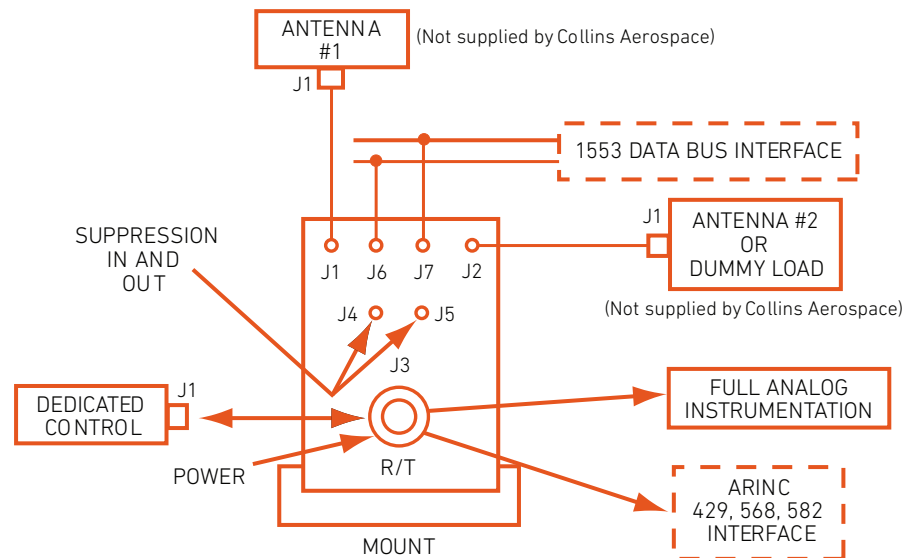 ANTENNA
#1
(Not supplied by Collins Aerospace)
J1
1553 DATA BUS INTERFACE
J1
ANTENNA #2
OR
DUMMY LOAD
(Not supplied by Collins Aerospace)
SUPPRESSION
IN AND
OUT
J1 J6 J7 J2
J4 J5
J3
J1
DEDICATED
CONTROL
FULL ANALOG
INSTRUMENTATION
POWER
R/T
ARINC
429, 568, 582
INTERFACE
MOUNT